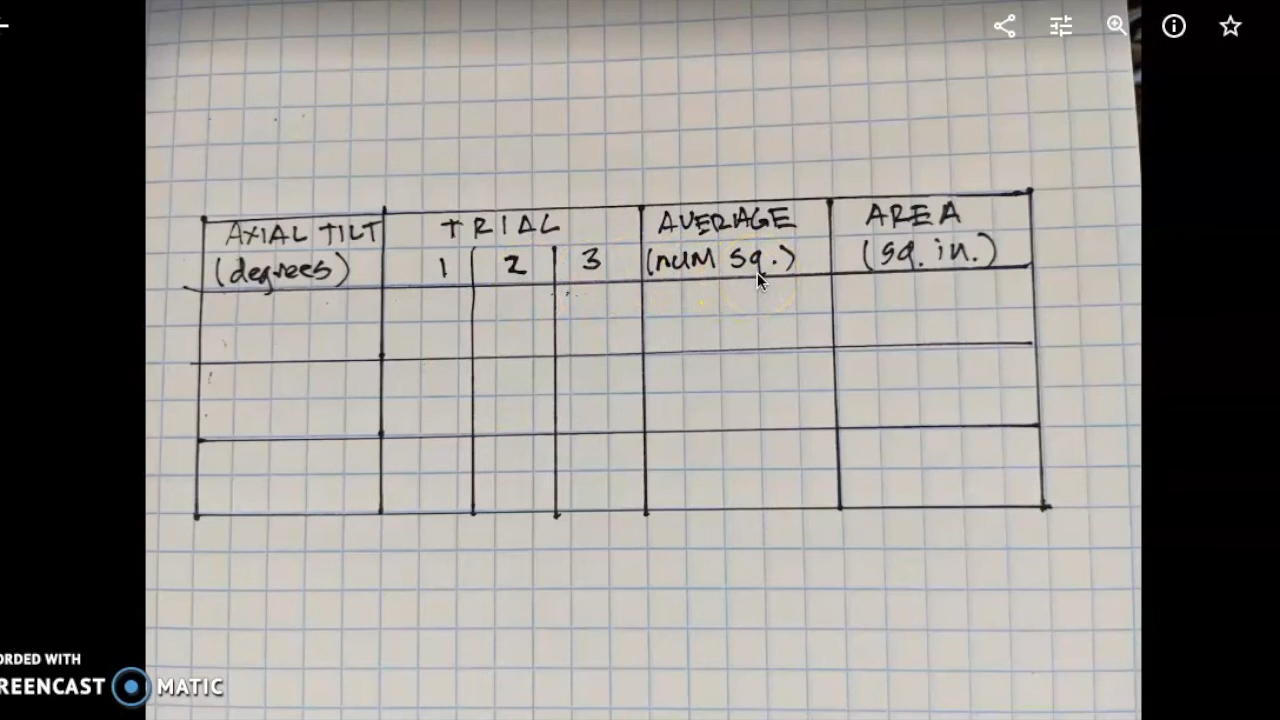 AXIAL TILT
(degrees)
TRIAL
1 2 3
AVERAGE
(num sq.)
AREA
(sq. in.)
ORDED WITH
REENCAST MATIC